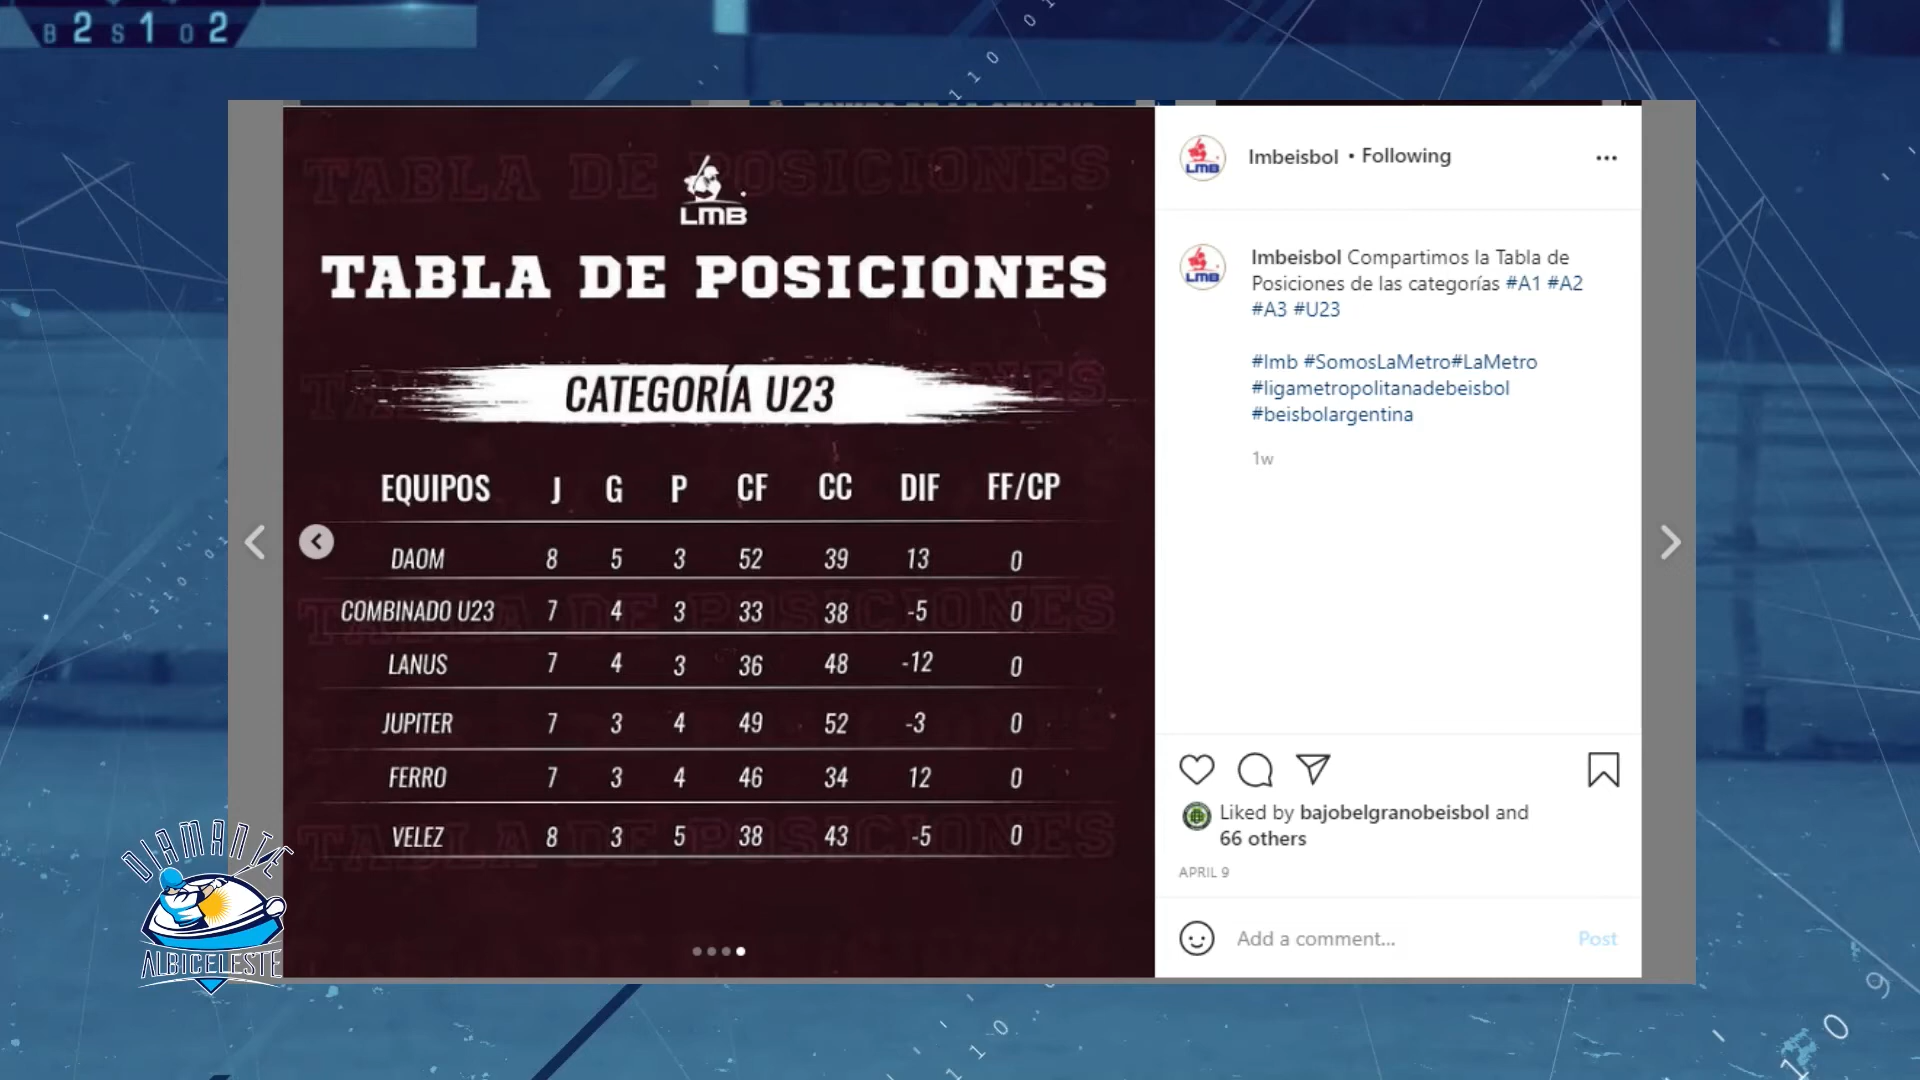 B 2 S 1 O 2
LMB
TABLA DE POSICIONES
CATEGORÍA U23
EQUIPOS J G P CF CC DIF FF/CP
DAOM 8 5 3 52 39 13 0
COMBINADO U23 7 4 3 33 38 -5 0
LANUS 7 4 3 36 48 -12 0
JUPITER 7 3 4 49 52 -3 0
FERRO 7 3 4 46 34 12 0
VELEZ 8 3 5 38 43 -5 0
LMB
lmbeisbol • Following
LMB
lmbeisbol Compartimos la Tabla de
Posiciones de las categorías #A1 #A2
#A3 #U23
#lmb #SomosLaMetro#LaMetro
#ligametropolitanadebeisbol
#beisbolargentina
1w
Liked by bajobelgranobeisbol and
66 others
APRIL 9
Add a comment... Post
DIAMANTE
ALBICELESTE